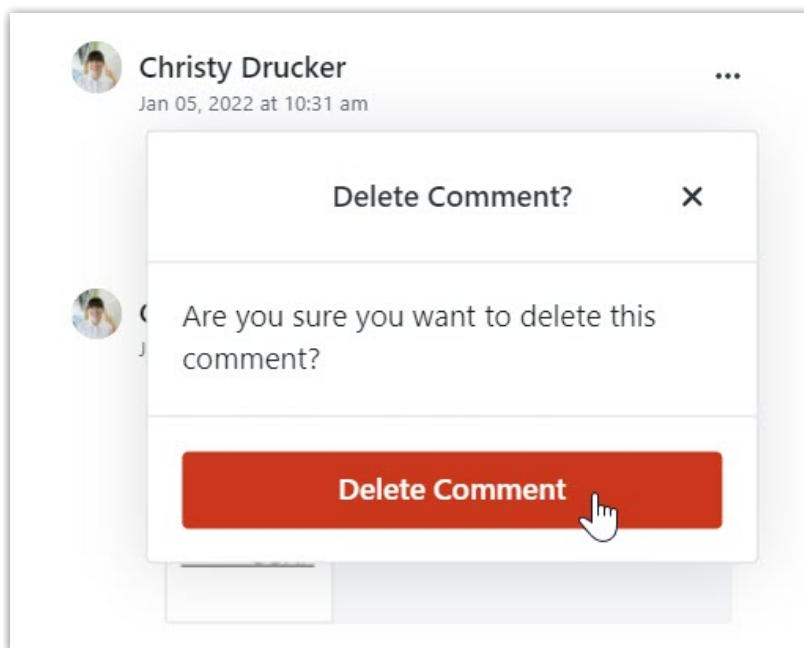 Christy Drucker
Jan 05, 2022 at 10:31 am
Delete Comment?
Are you sure you want to delete this
comment?
Delete Comment